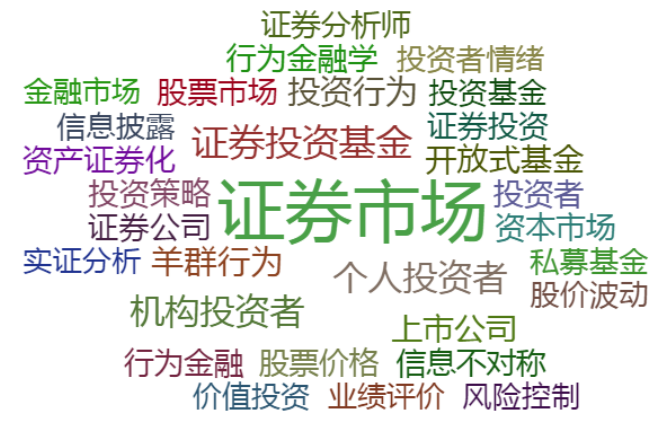 证券分析师
行为金融学 投资者情绪
金融市场 股票市场 投资行为 投资基金
信息披露 证券投资基金 证券投资
资产证券化 开放式基金
投资策略 证券市场 投资者
证券公司 资本市场
实证分析 羊群行为 个人投资者 私募基金
股价波动
机构投资者 上市公司
行为金融 股票价格 信息不对称
价值投资 业绩评价 风险控制